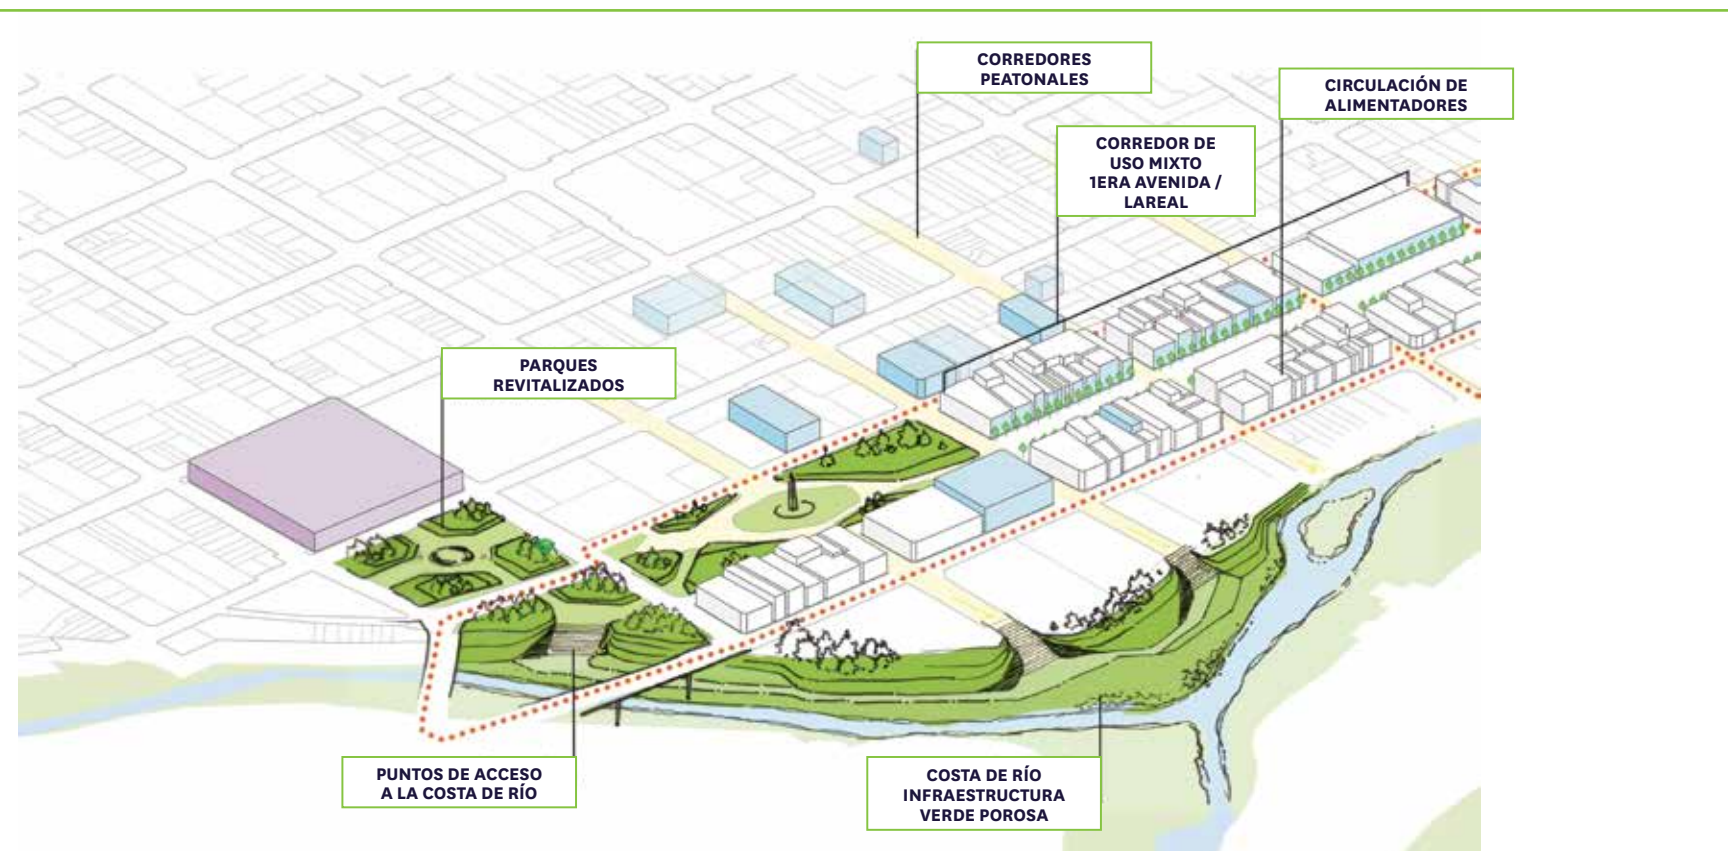 CORREDORES
PEATONALES
CIRCULACIÓN DE
ALIMENTADORES
CORREDOR DE
USO MIXTO
1ERA AVENIDA /
LAREAL
PARQUES
REVITALIZADOS
PUNTOS DE ACCESO
A LA COSTA DE RÍO
COSTA DE RÍO
INFRAESTRUCTURA
VERDE POROSA